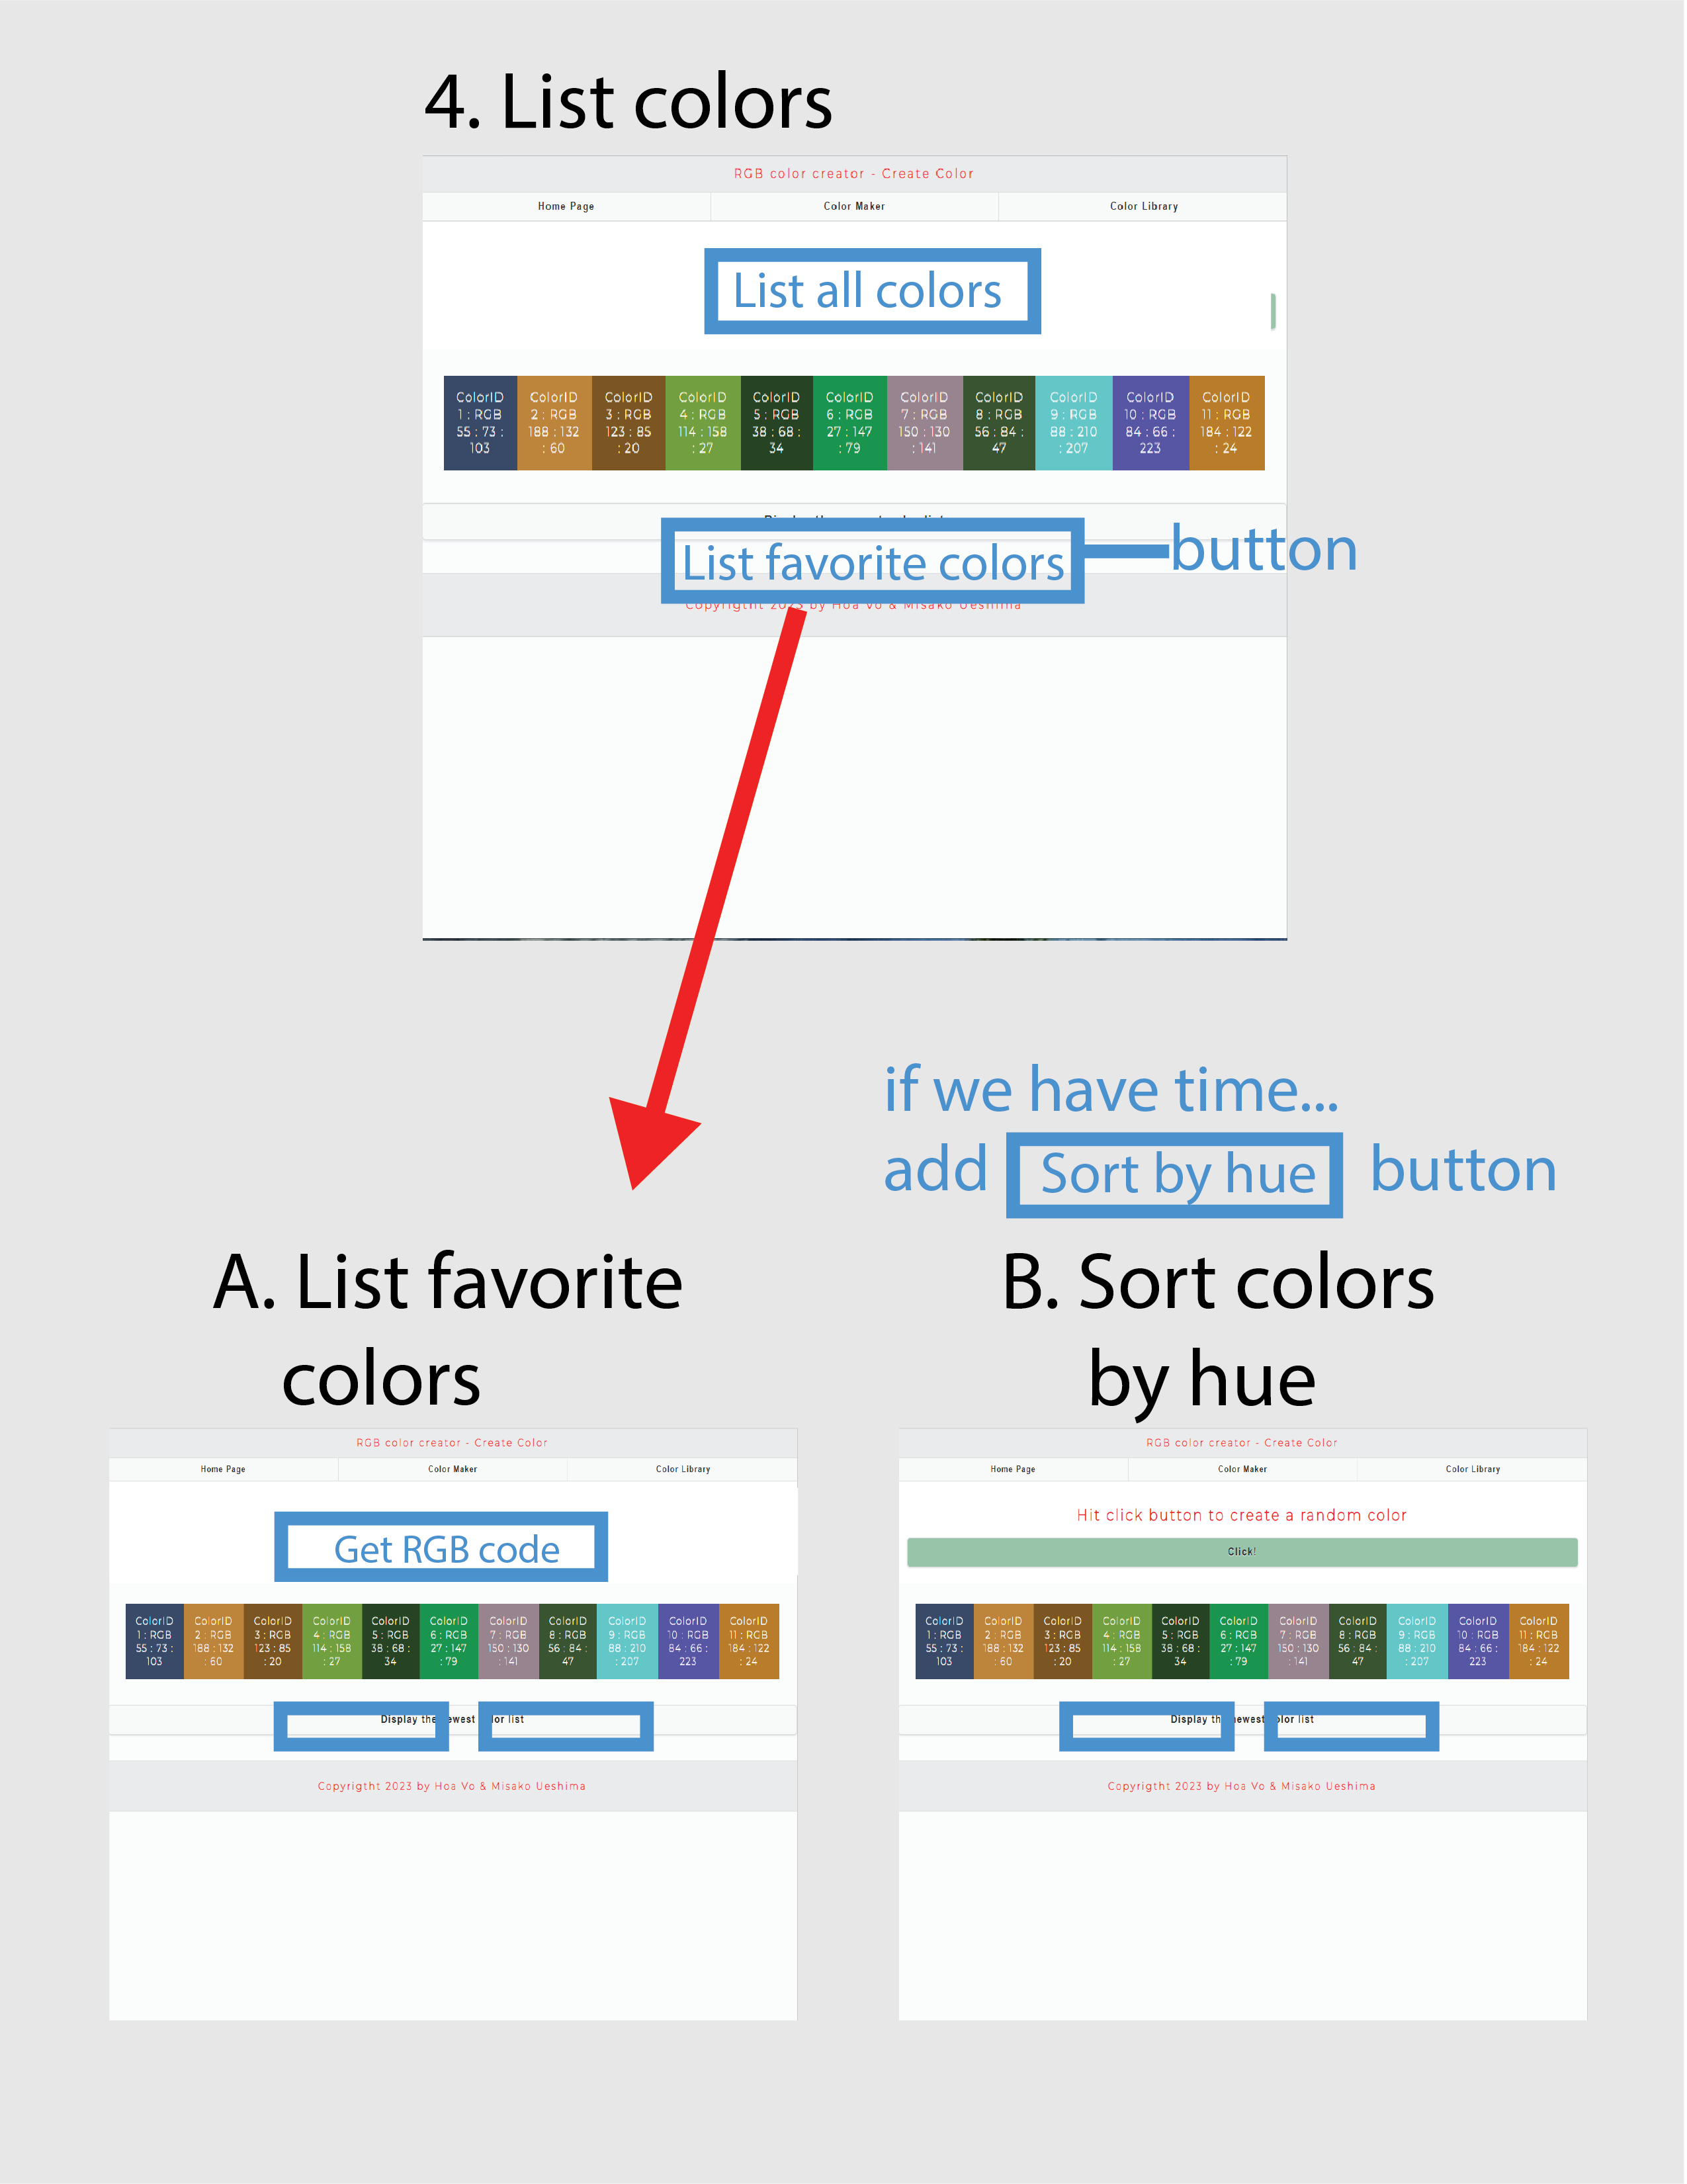 4. List colors
RGB color creator - Create Color
Home Page Color Maker Color Library
List all colors
ColorID ColorID ColorID ColorID ColorID ColorID ColorID ColorID ColorID ColorID ColorID
1 : RGB 2 : RGB 3 : RGB 4 : RGB 5 : RGB 6 : RGB 7 : RGB 8 : RGB 9 : RGB 10 : RGB 11 : RGB
55 : 73 : 188 : 132 123 : 85 114 : 158 38 : 68 : 27 : 147 150 : 130 56 : 84 : 88 : 210 84 : 66 : 184 : 122
103 : 60 : 20 : 27 34 : 79 : 141 47 : 207 223 : 24
List favorite colors button
Copyrigtht 2023 by Hoa Vo & Misako Ueshima
if we have time...
add Sort by hue button
A. List favorite
colors
B. Sort colors
by hue
RGB color creator - Create Color
Home Page Color Maker Color Library
Get RGB code
ColorID ColorID ColorID ColorID ColorID ColorID ColorID ColorID ColorID ColorID ColorID
1 : RGB 2 : RGB 3 : RGB 4 : RGB 5 : RGB 6 : RGB 7 : RGB 8 : RGB 9 : RGB 10 : RGB 11 : RGB
55 : 73 : 188 : 132 123 : 85 114 : 158 38 : 68 : 27 : 147 150 : 130 56 : 84 : 88 : 210 84 : 66 : 184 : 122
103 : 60 : 20 : 27 34 : 79 : 141 47 : 207 223 : 24
Display the list
Copyrigtht 2023 by Hoa Vo & Misako Ueshima
RGB color creator - Create Color
Home Page Color Maker Color Library
Hit click button to create a random color
Click!
ColorID ColorID ColorID ColorID ColorID ColorID ColorID ColorID ColorID ColorID ColorID
1 : RGB 2 : RGB 3 : RGB 4 : RGB 5 : RGB 6 : RGB 7 : RGB 8 : RGB 9 : RGB 10 : RGB 11 : RGB
55 : 73 : 188 : 132 123 : 85 114 : 158 38 : 68 : 27 : 147 150 : 130 56 : 84 : 88 : 210 84 : 66 : 184 : 122
103 : 60 : 20 : 27 34 : 79 : 141 47 : 207 223 : 24
Display list
Copyrigtht 2023 by Hoa Vo & Misako Ueshima